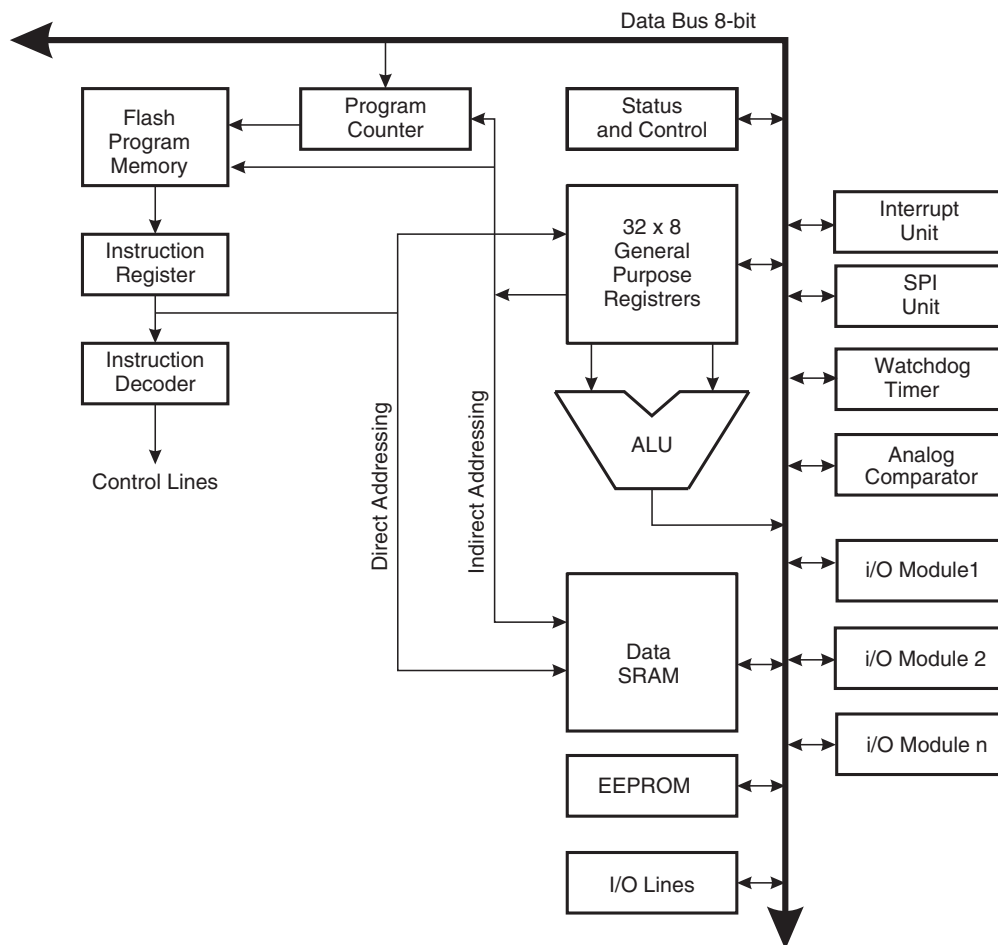 Data Bus 8-bit
Flash
Program
Memory
Program
Counter
Status
and Control
32 x 8
General
Purpose
Registrers
Interrupt
Unit
Instruction
Register
SPI
Unit
Instruction
Decoder
Watchdog
Timer
Direct Addressing
Indirect Addressing
ALU
Analog
Comparator
Control Lines
i/O Module1
Data
SRAM
i/O Module 2
i/O Module n
EEPROM
I/O Lines